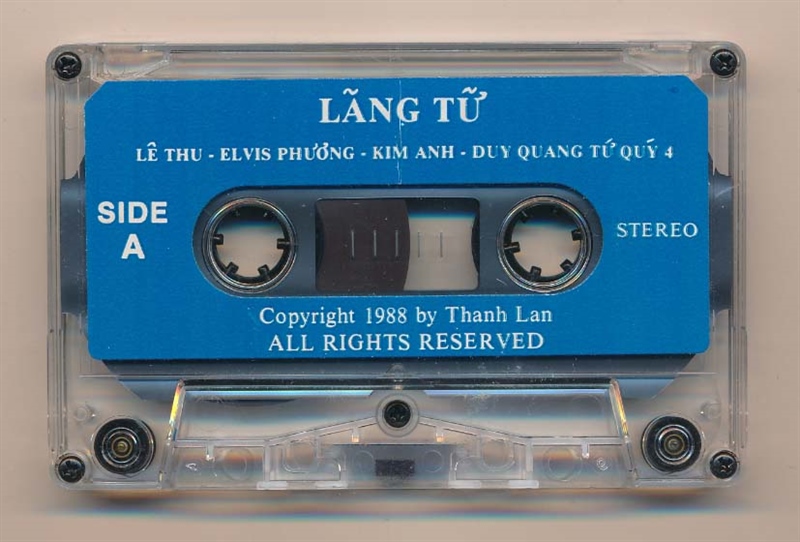 LÃNG TỬ
LÊ THU - ELVIS PHƯƠNG - KIM ANH - DUY QUANG TỨ QUÝ 4
SIDE
A
STEREO
Copyright 1988 by Thanh Lan
ALL RIGHTS RESERVED